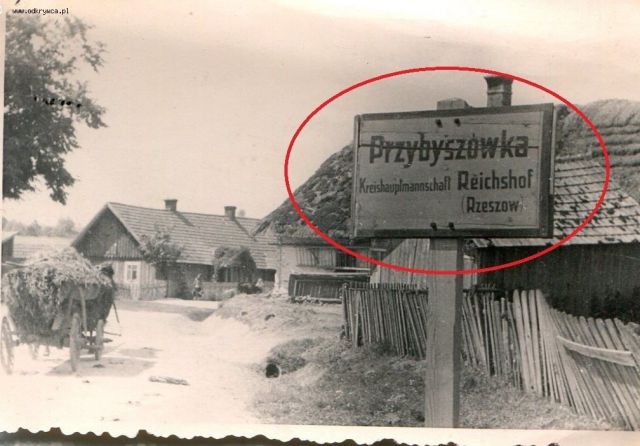 www.odkrywca.pl
Przybyszówka
Kreishauptmannschaft Reichshof
(Rzeszow)